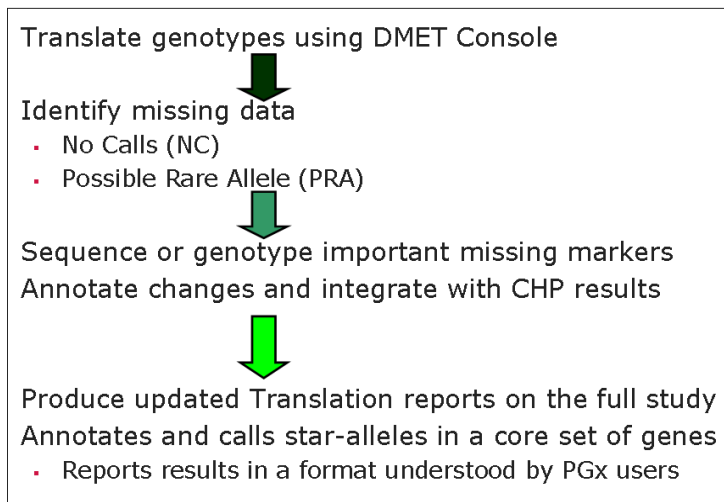 Translate genotypes using DMET Console
Identify missing data
▪ No Calls (NC)
▪ Possible Rare Allele (PRA)
Sequence or genotype important missing markers
Annotate changes and integrate with CHP results
Produce updated Translation reports on the full study
Annotates and calls star-alleles in a core set of genes
▪ Reports results in a format understood by PGx users